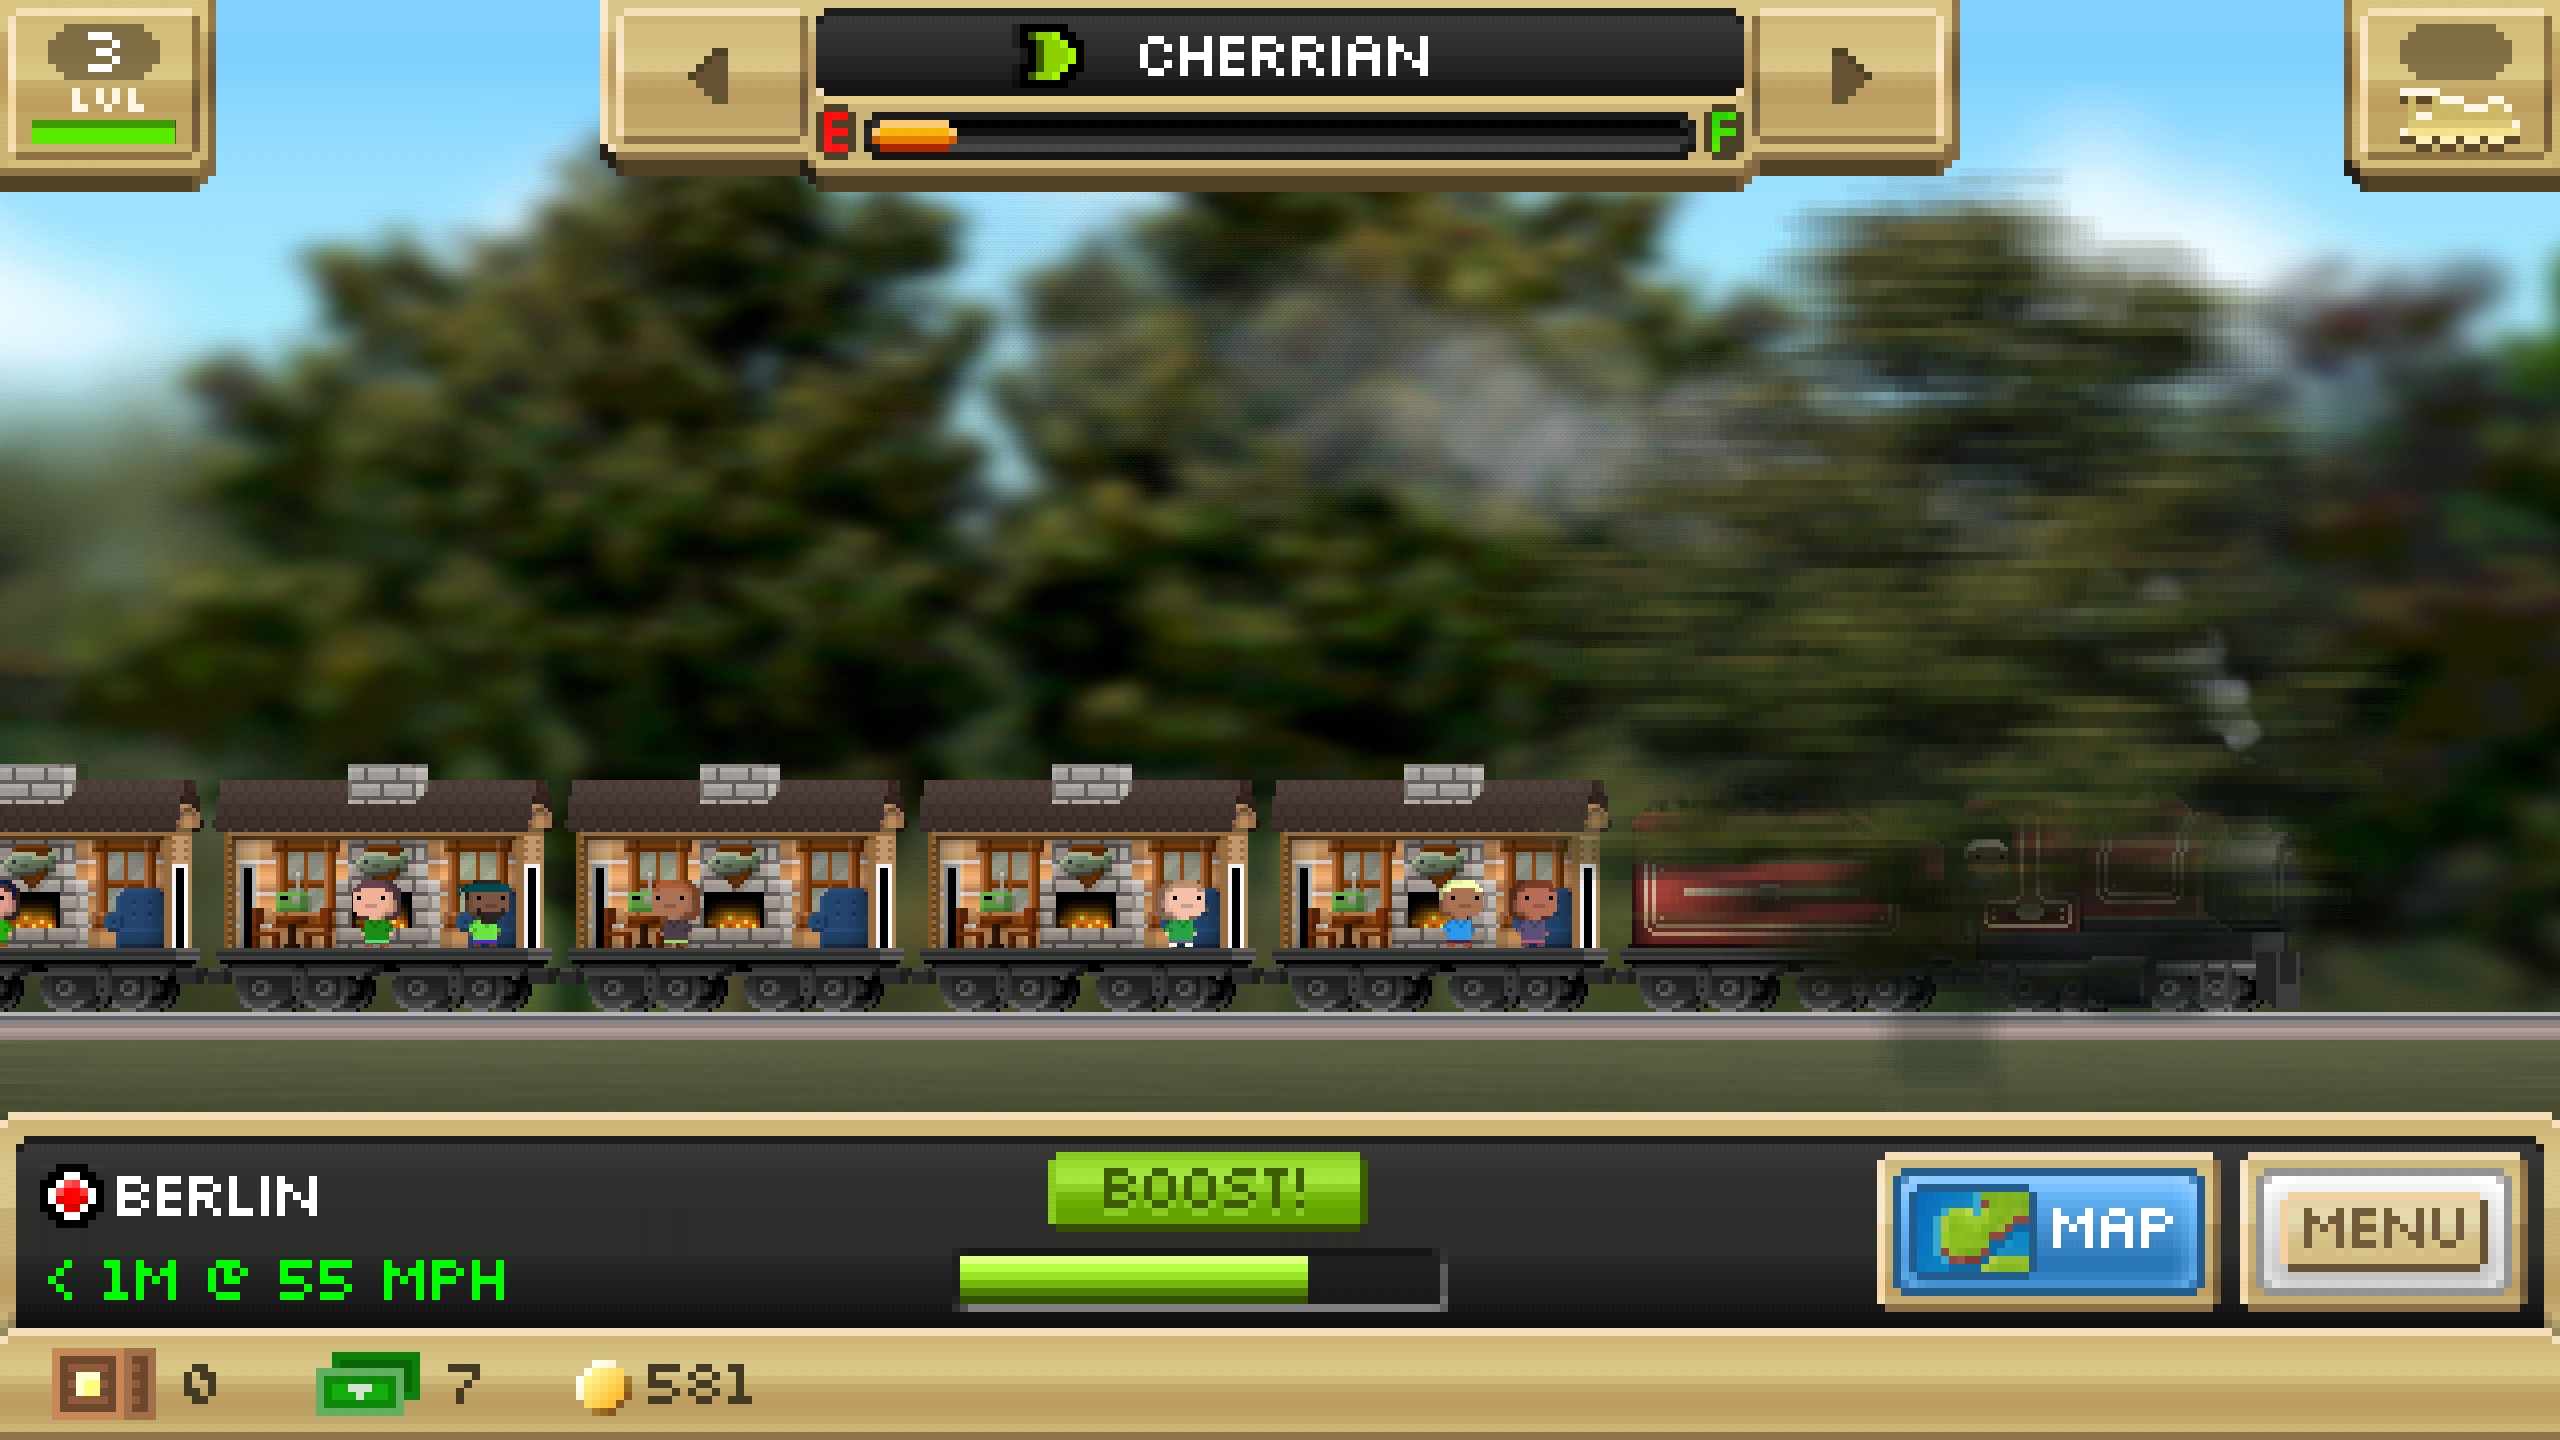 3
LVL
CHERRIAN
E F
BERLIN
BOOST!
< 1M @ 55 MPH
MAP
MENU
0 7 581